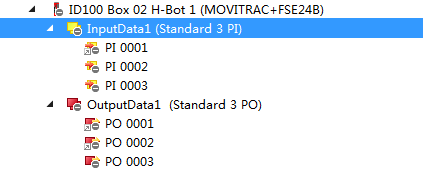 ID100 Box 02 H-Bot 1 (MOVITRAC+FSE24B)
InputData1 (Standard 3 PI)
PI 0001
PI 0002
PI 0003
OutputData1 (Standard 3 PO)
PO 0001
PO 0002
PO 0003